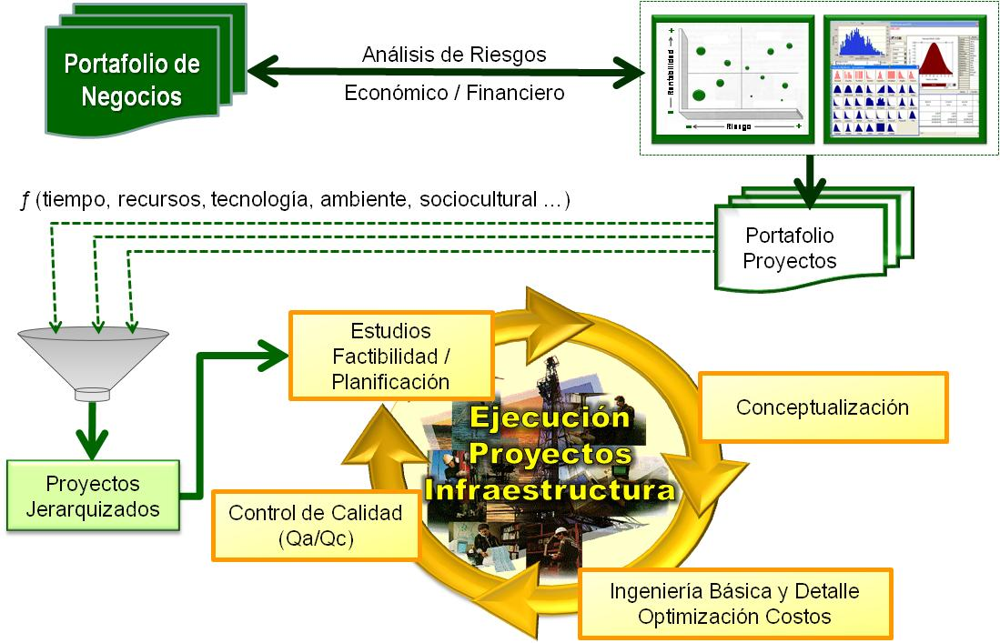 Portafolio de
Negocios
Análisis de Riesgos
Económico / Financiero
Rentabilidad
+
-
- Riesgo +
ƒ (tiempo, recursos, tecnología, ambiente, sociocultural ...)
Portafolio
Proyectos
Estudios
Factibilidad /
Planificación
Conceptualización
Ejecución
Proyectos
Infraestructura
Proyectos
Jerarquizados
Control de Calidad
(Qa/Qc)
Ingeniería Básica y Detalle
Optimización Costos